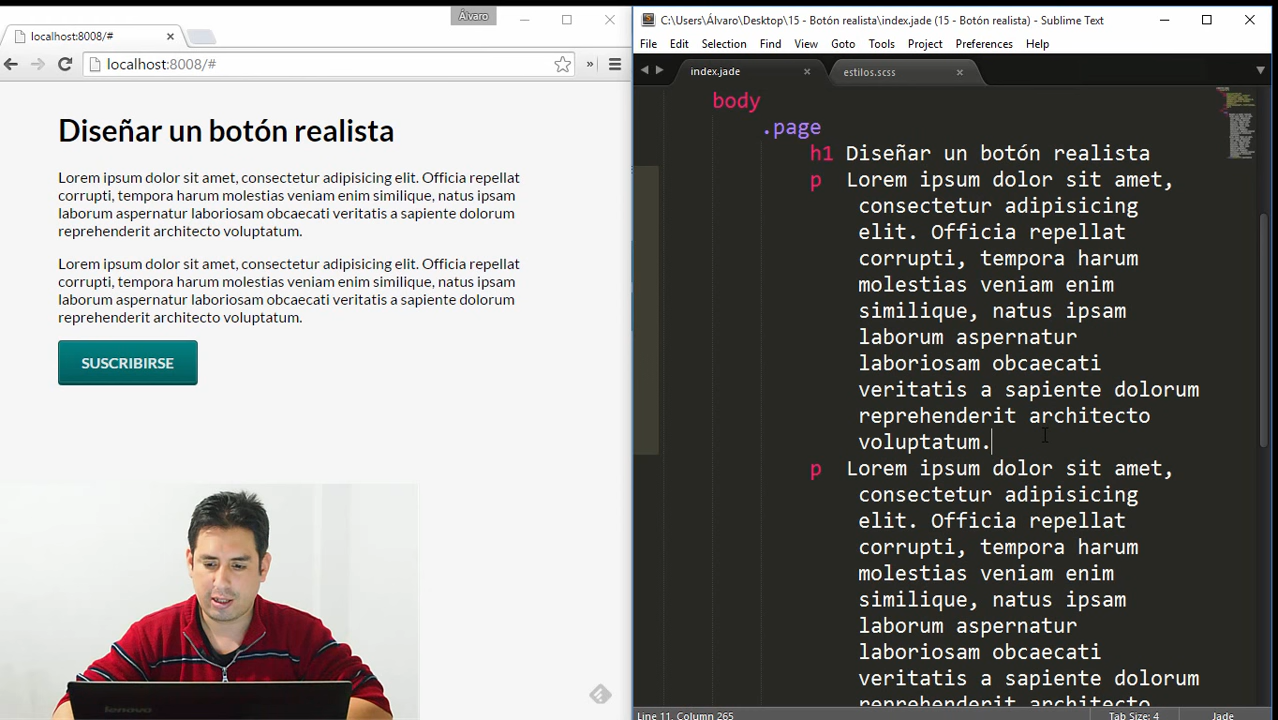 Álvaro
localhost:8008/#
localhost:8008/#
»
Diseñar un botón realista
Lorem ipsum dolor sit amet, consectetur adipisicing elit. Officia repellat
corrupti, tempora harum molestias veniam enim similique, natus ipsam
laborum aspernatur laboriosam obcaecati veritatis a sapiente dolorum
reprehenderit architecto voluptatum.
Lorem ipsum dolor sit amet, consectetur adipisicing elit. Officia repellat
corrupti, tempora harum molestias veniam enim similique, natus ipsam
laborum aspernatur laboriosam obcaecati veritatis a sapiente dolorum
reprehenderit architecto voluptatum.
SUSCRIBIRSE
lenovo
C:\Users\Álvaro\Desktop\15 - Botón realista\index.jade (15 - Botón realista) - Sublime Text
File Edit Selection Find View Goto Tools Project Preferences Help
index.jade estilos.scss
body
.page
h1 Diseñar un botón realista
p Lorem ipsum dolor sit amet,
consectetur adipisicing
elit. Officia repellat
corrupti, tempora harum
molestias veniam enim
similique, natus ipsam
laborum aspernatur
laboriosam obcaecati
veritatis a sapiente dolorum
reprehenderit architecto
voluptatum.
p Lorem ipsum dolor sit amet,
consectetur adipisicing
elit. Officia repellat
corrupti, tempora harum
molestias veniam enim
similique, natus ipsam
laborum aspernatur
laboriosam obcaecati
veritatis a sapiente dolorum
reprehenderit architecto
Line 11, Column 265 Tab Size: 4 Jade